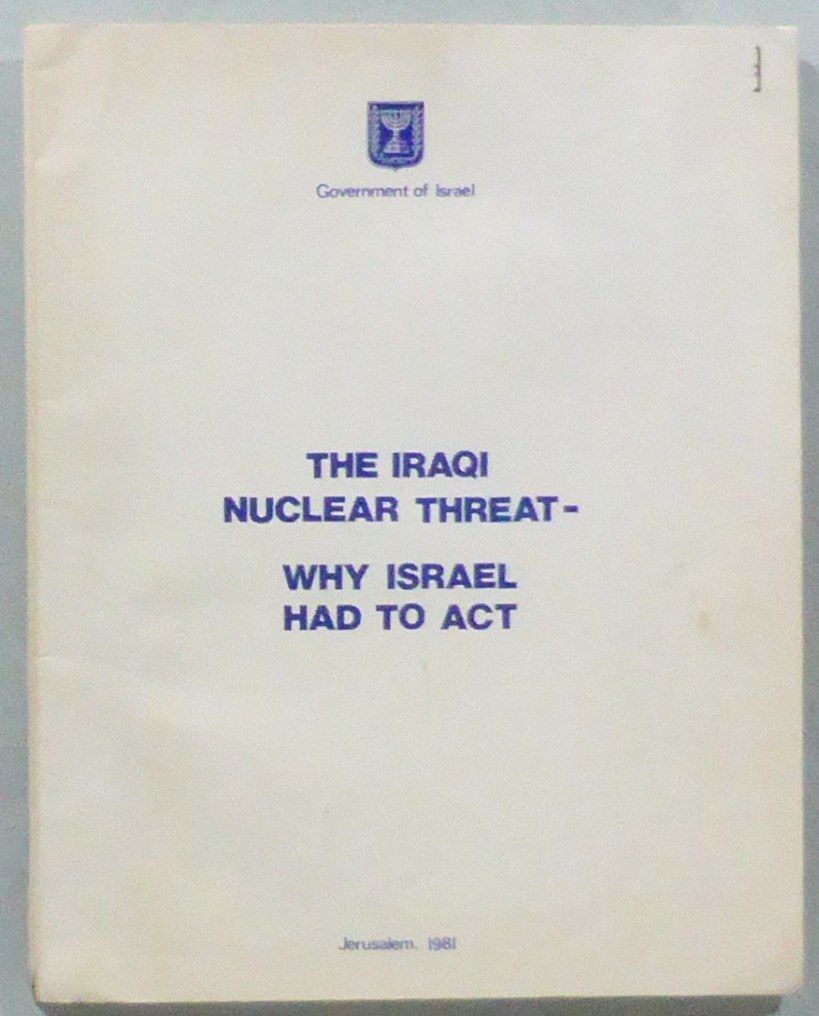 Government of Israel
THE IRAQI
NUCLEAR THREAT-
WHY ISRAEL
HAD TO ACT
Jerusalem. 1981